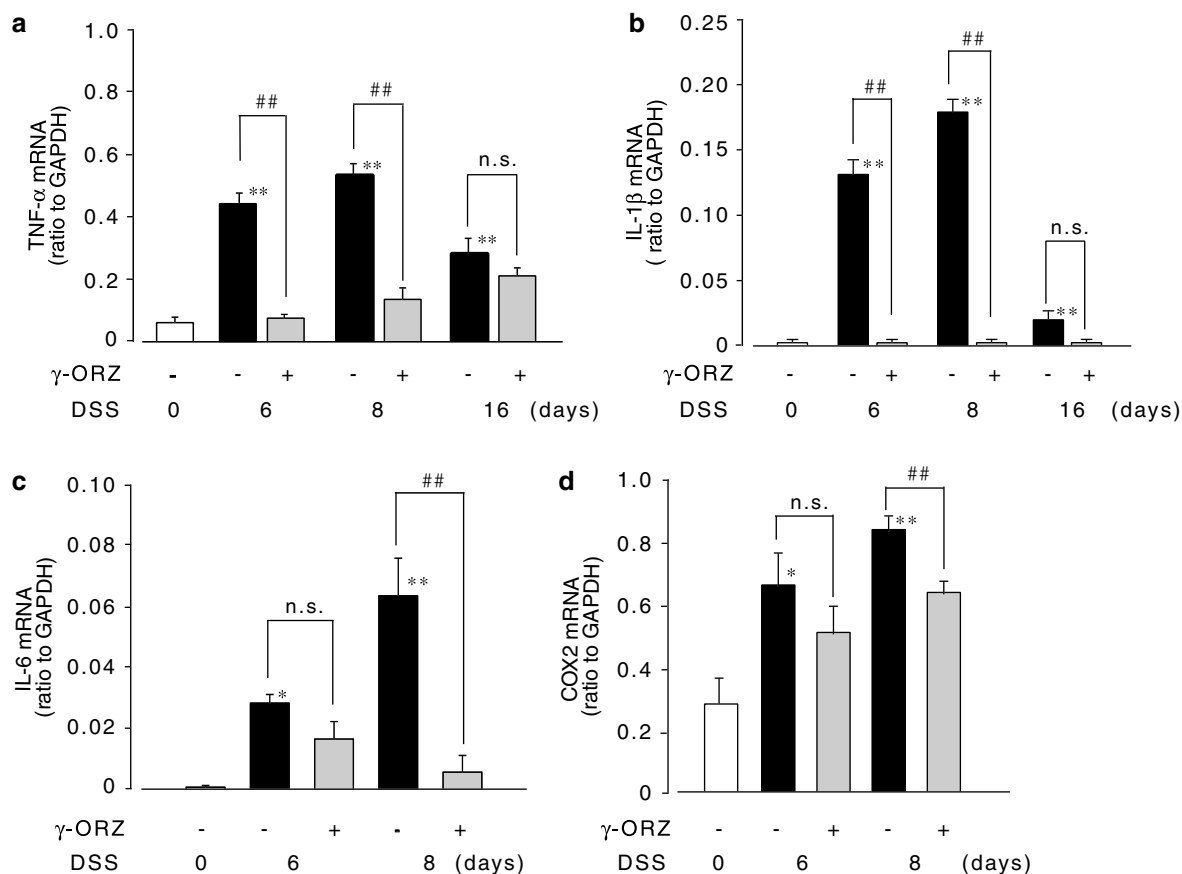 a
TNF-α mRNA
(ratio to GAPDH)
1.0
0.8
0.6
0.4
0.2
0
##
##
n.s.
**
**
**
γ-ORZ - - + - + - +
DSS 0 6 8 16 (days)
b
IL-1β mRNA
( ratio to GAPDH)
0.25
0.20
0.15
0.10
0.05
0
##
##
n.s.
**
**
**
γ-ORZ - - + - + - +
DSS 0 6 8 16 (days)
c
IL-6 mRNA
(ratio to GAPDH)
0.10
0.08
0.06
0.04
0.02
0
n.s.
##
*
**
γ-ORZ - - + - +
DSS 0 6 8 (days)
d
COX2 mRNA
(ratio to GAPDH)
1.0
0.8
0.6
0.4
0.2
0
n.s.
##
*
**
γ-ORZ - - + - +
DSS 0 6 8 (days)